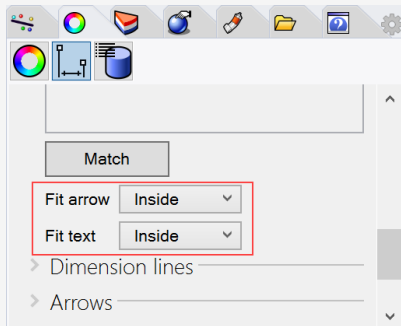 Match
Fit arrow Inside
Fit text Inside
Dimension lines
Arrows